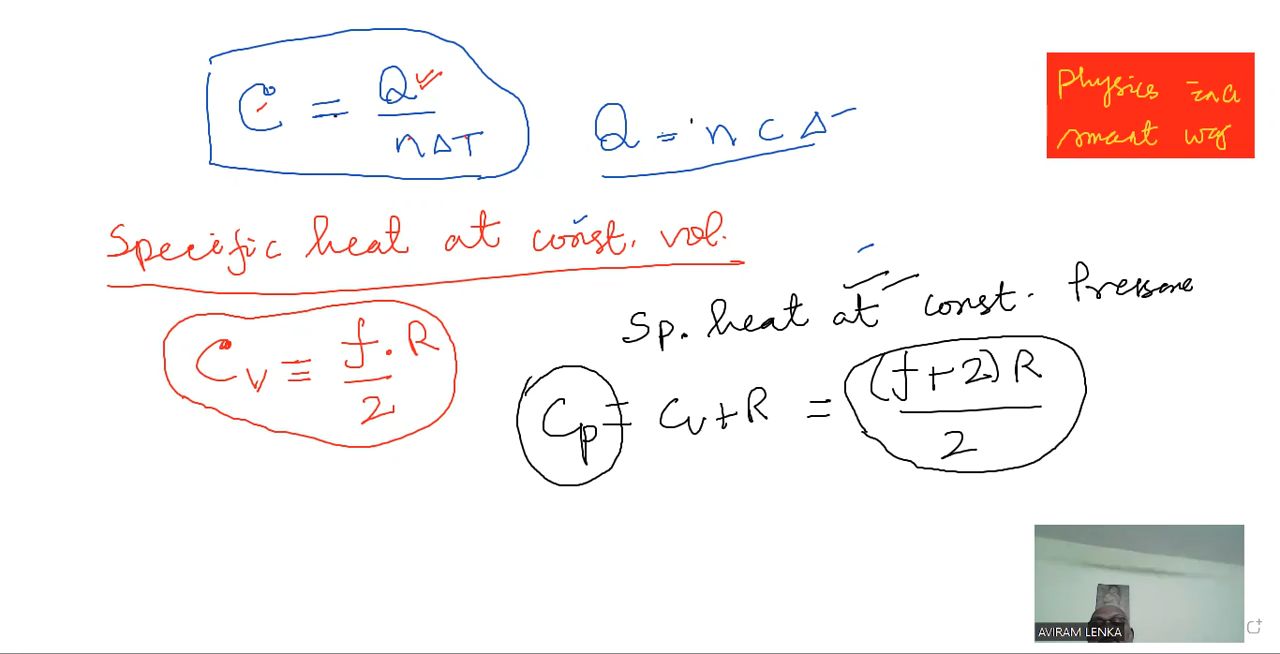 C = Q / nΔT
Q = n C Δ
Physics in a
smart way
Specific heat at const. vol.
Cv = f/2 . R
Sp. heat at const. Pressure
Cp = Cv + R = (f+2)R / 2
AVIRAM LENKA